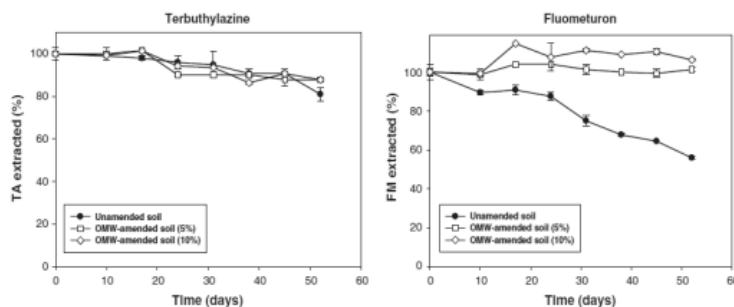 Terbuthylazine
TA extracted (%)
100
80
60
40
20
0
Unamended soil
OMW-amended soil (5%)
OMW-amended soil (10%)
0 10 20 30 40 50 60
Time (days)
Fluometuron
FM extracted (%)
120
100
80
60
40
20
0
Unamended soil
OMW-amended soil (5%)
OMW-amended soil (10%)
0 10 20 30 40 50 60
Time (days)